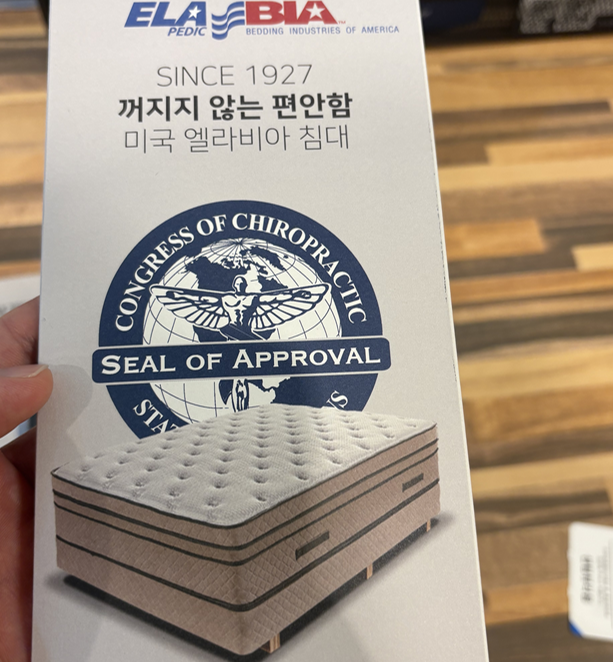 ELA BIA™
PEDIC BEDDING INDUSTRIES OF AMERICA
SINCE 1927
꺼지지 않는 편안함
미국 엘라비아 침대
CONGRESS OF CHIROPRACTIC
SEAL OF APPROVAL